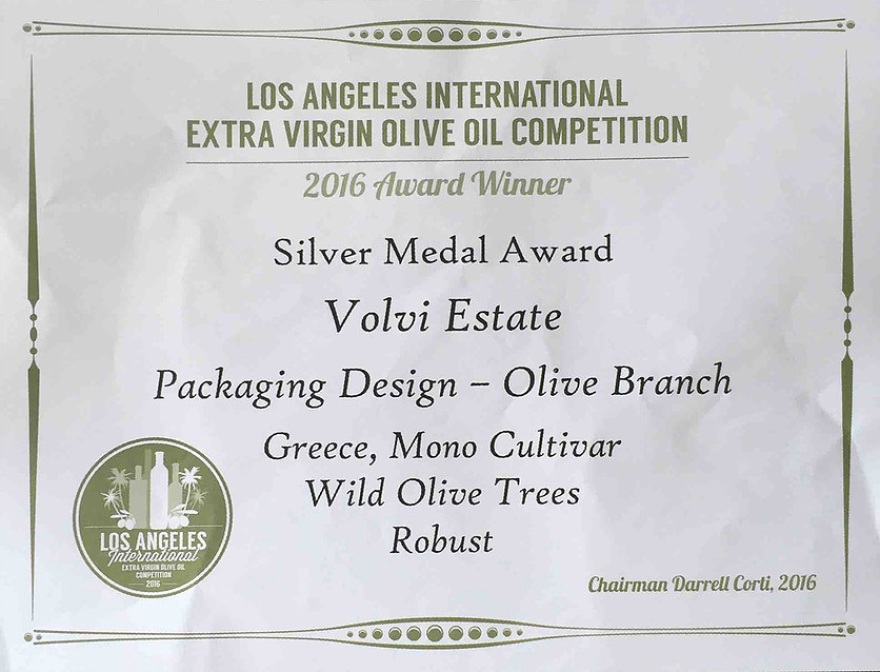 LOS ANGELES INTERNATIONAL
EXTRA VIRGIN OLIVE OIL COMPETITION
2016 Award Winner
Silver Medal Award
Volvi Estate
Packaging Design – Olive Branch
Greece, Mono Cultivar
Wild Olive Trees
Robust
LOS ANGELES
International
EXTRA VIRGIN OLIVE OIL
COMPETITION
2016
Chairman Darrell Corti, 2016